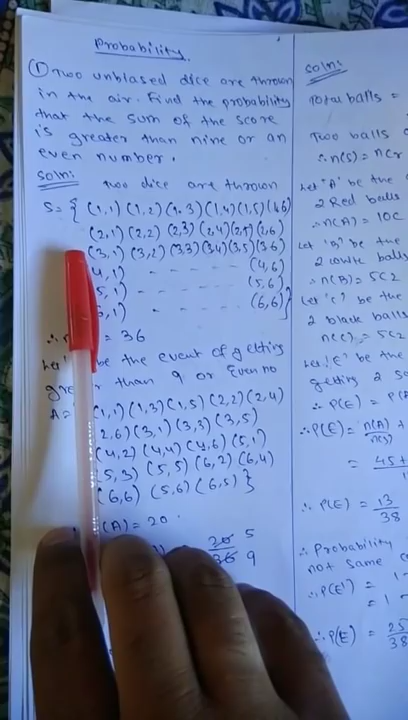 Probability.
① Two unbiased dice are thrown
in the air. Find the probability
that the sum of the score
is greater than nine or an
even number.
Soln:
Two dice are thrown
S= { (1,1) (1,2) (1,3) (1,4) (1,5) (1,6)
(2,1) (2,2) (2,3) (2,4) (2,5) (2,6)
(3,1) (3,2) (3,3) (3,4) (3,5) (3,6)
4,1) - - - - - - (4,6)
5,1) - - - - - - (5,6)
,1) - - - - - - (6,6) }
= 36
be the event of getting
than 9 or Even no
A= 1,1) (1,3) (1,5) (2,2) (2,4)
2,6) (3,1) (3,3) (3,5)
(4,2) (4,4) (4,6) (5,1)
(5,3) (5,5) (6,2) (6,4)
(6,6) (5,6) (6,5) }
(A) = 20
20 5
36 9
Soln:
Total balls =
Two balls
∴ n(S) = nCr
Let "A" be the
2 Red balls
∴ n(A) = 10C
Let "B" be the
2 white balls
∴ n(B) = 5C2
Let "C" be the
2 black balls
n(C) = 5C2
Let 'E' be the
getting 2
∴ P(E) = P(A
∴ P(E) = n(A) +
n(S)
= 45+
∴ P(E) = 13
38
∴ Probability
not same
∴ P(E') = 1 -
= 1 -
∴ P(E') = 25
38